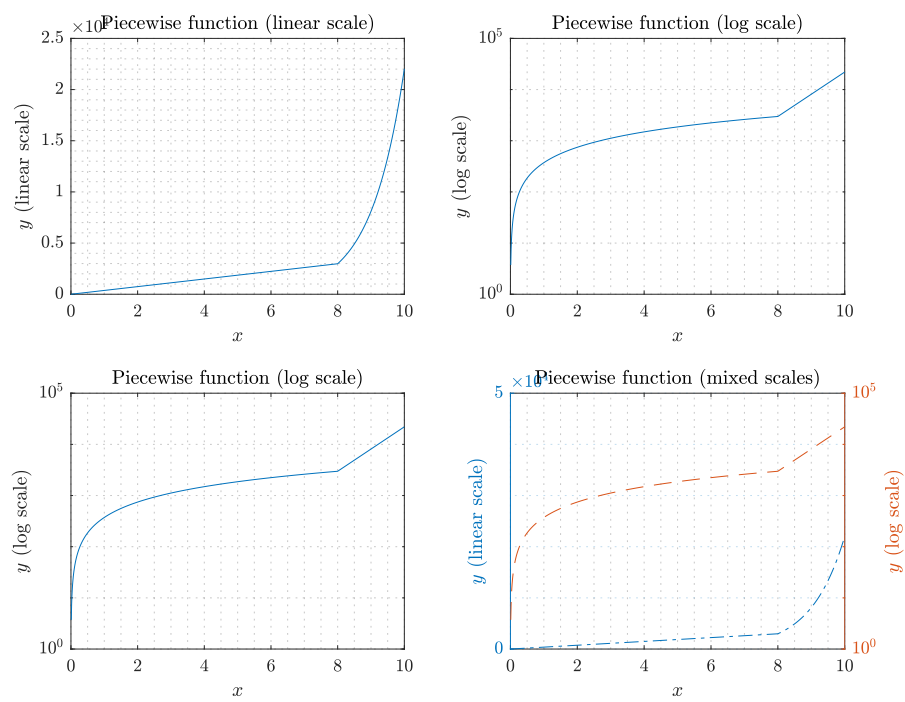 ×10
Piecewise function (linear scale)
2.5
2
1.5
1
0.5
0
y (linear scale)
0 2 4 6 8 10
x
Piecewise function (log scale)
10^5
10^0
y (log scale)
0 2 4 6 8 10
x
Piecewise function (log scale)
10^5
10^0
y (log scale)
0 2 4 6 8 10
x
×10
Piecewise function (mixed scales)
5
0
y (linear scale)
10^5
10^0
y (log scale)
0 2 4 6 8 10
x